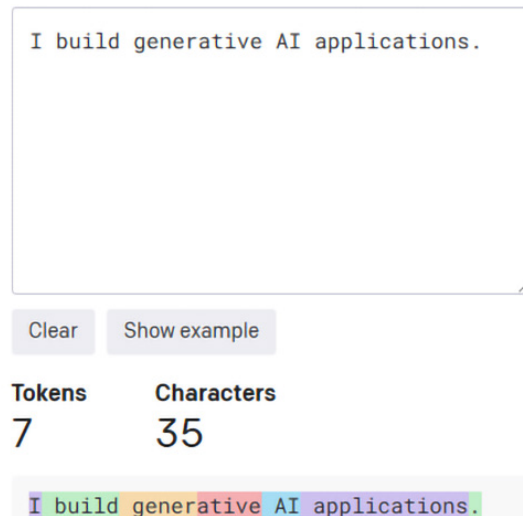 I build generative AI applications.
Clear Show example
Tokens Characters
7 35
I build generative AI applications.